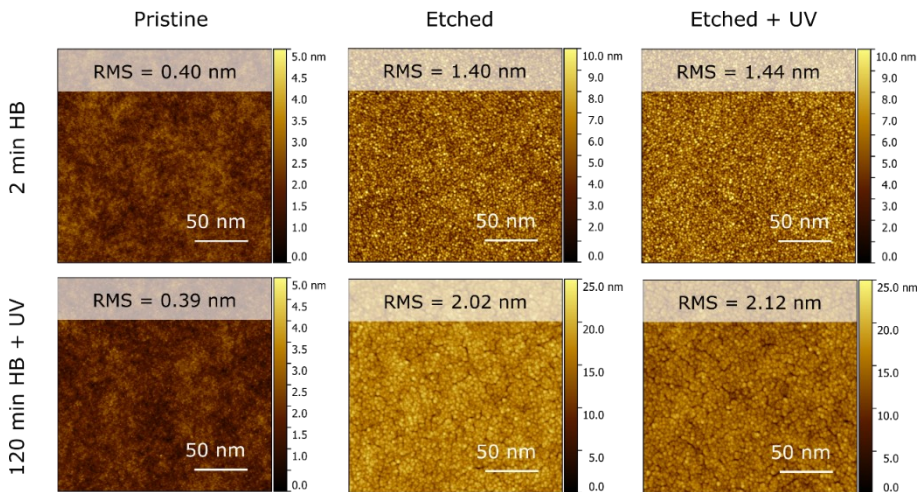 Pristine
Etched
Etched + UV
2 min HB
RMS = 0.40 nm
50 nm
5.0 nm
4.5
4.0
3.5
3.0
2.5
2.0
1.5
1.0
0.0
RMS = 1.40 nm
50 nm
10.0 nm
9.0
8.0
7.0
6.0
5.0
4.0
3.0
2.0
0.0
RMS = 1.44 nm
50 nm
10.0 nm
9.0
8.0
7.0
6.0
5.0
4.0
3.0
2.0
0.0
120 min HB + UV
RMS = 0.39 nm
50 nm
5.0 nm
4.5
4.0
3.5
3.0
2.5
2.0
1.5
1.0
0.0
RMS = 2.02 nm
50 nm
25.0 nm
20.0
15.0
10.0
5.0
0.0
RMS = 2.12 nm
50 nm
25.0 nm
20.0
15.0
10.0
5.0
0.0